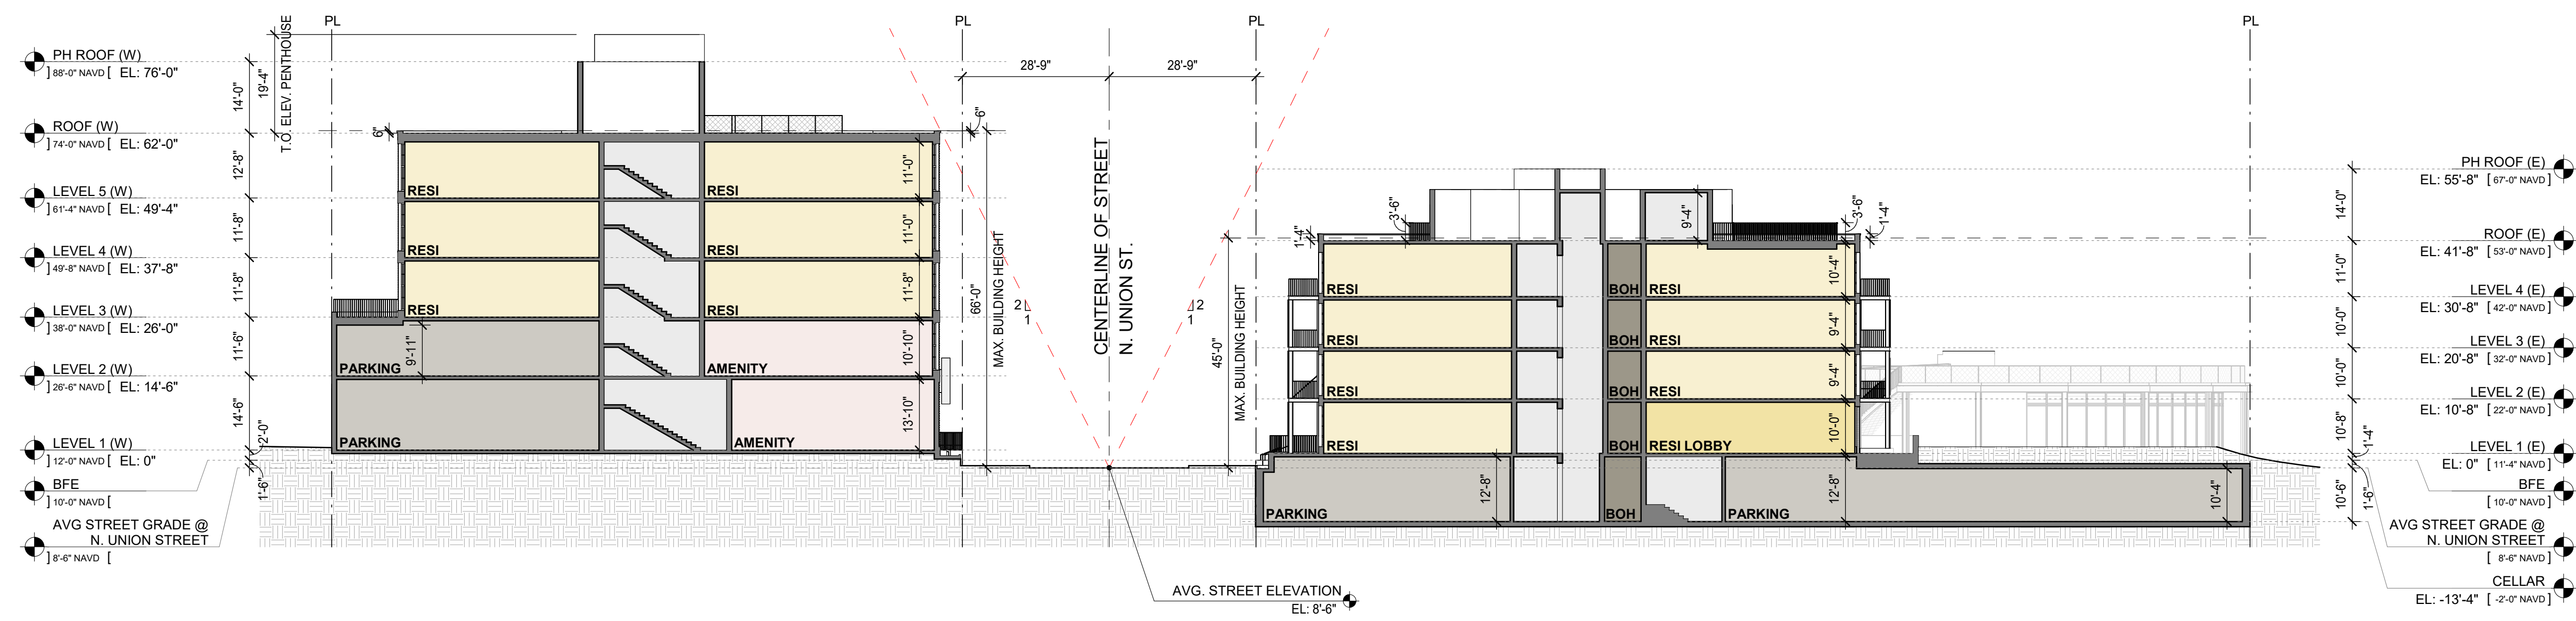 PL
PL
PL
PL
T.O. ELEV. PENTHOUSE
19'-4"
PH ROOF (W)
] 88'-0" NAVD [ EL: 76'-0"
14'-0"
ROOF (W)
] 74'-0" NAVD [ EL: 62'-0"
12'-8"
LEVEL 5 (W)
] 61'-4" NAVD [ EL: 49'-4"
11'-8"
LEVEL 4 (W)
] 49'-8" NAVD [ EL: 37'-8"
11'-8"
LEVEL 3 (W)
] 38'-0" NAVD [ EL: 26'-0"
11'-6"
LEVEL 2 (W)
] 26'-6" NAVD [ EL: 14'-6"
14'-6"
LEVEL 1 (W)
] 12'-0" NAVD [ EL: 0"
2'-0"
1'-6"
BFE
] 10'-0" NAVD [
AVG STREET GRADE @
N. UNION STREET
] 8'-6" NAVD [
6"
6"
RESI
RESI
11'-0"
RESI
RESI
11'-0"
RESI
RESI
11'-8"
PARKING
9'-11"
AMENITY
10'-10"
PARKING
AMENITY
13'-10"
28'-9"
28'-9"
66'-0"
MAX. BUILDING HEIGHT
2
1
CENTERLINE OF STREET
N. UNION ST.
2
1
45'-0"
MAX. BUILDING HEIGHT
AVG. STREET ELEVATION
EL: 8'-6"
1'-4"
3'-6"
9'-4"
3'-6"
1'-4"
RESI
BOH
RESI
10'-4"
RESI
BOH
RESI
9'-4"
RESI
BOH
RESI
9'-4"
RESI
BOH
RESI LOBBY
10'-0"
PARKING
12'-8"
BOH
PARKING
12'-8"
10'-4"
PH ROOF (E)
EL: 55'-8" [ 67'-0" NAVD ]
14'-0"
ROOF (E)
EL: 41'-8" [ 53'-0" NAVD ]
11'-0"
LEVEL 4 (E)
EL: 30'-8" [ 42'-0" NAVD ]
10'-0"
LEVEL 3 (E)
EL: 20'-8" [ 32'-0" NAVD ]
10'-0"
LEVEL 2 (E)
EL: 10'-8" [ 22'-0" NAVD ]
10'-8"
LEVEL 1 (E)
EL: 0" [ 11'-4" NAVD ]
1'-4"
1'-6"
10'-6"
BFE
[ 10'-0" NAVD ]
AVG STREET GRADE @
N. UNION STREET
[ 8'-6" NAVD ]
CELLAR
EL: -13'-4" [ -2'-0" NAVD ]